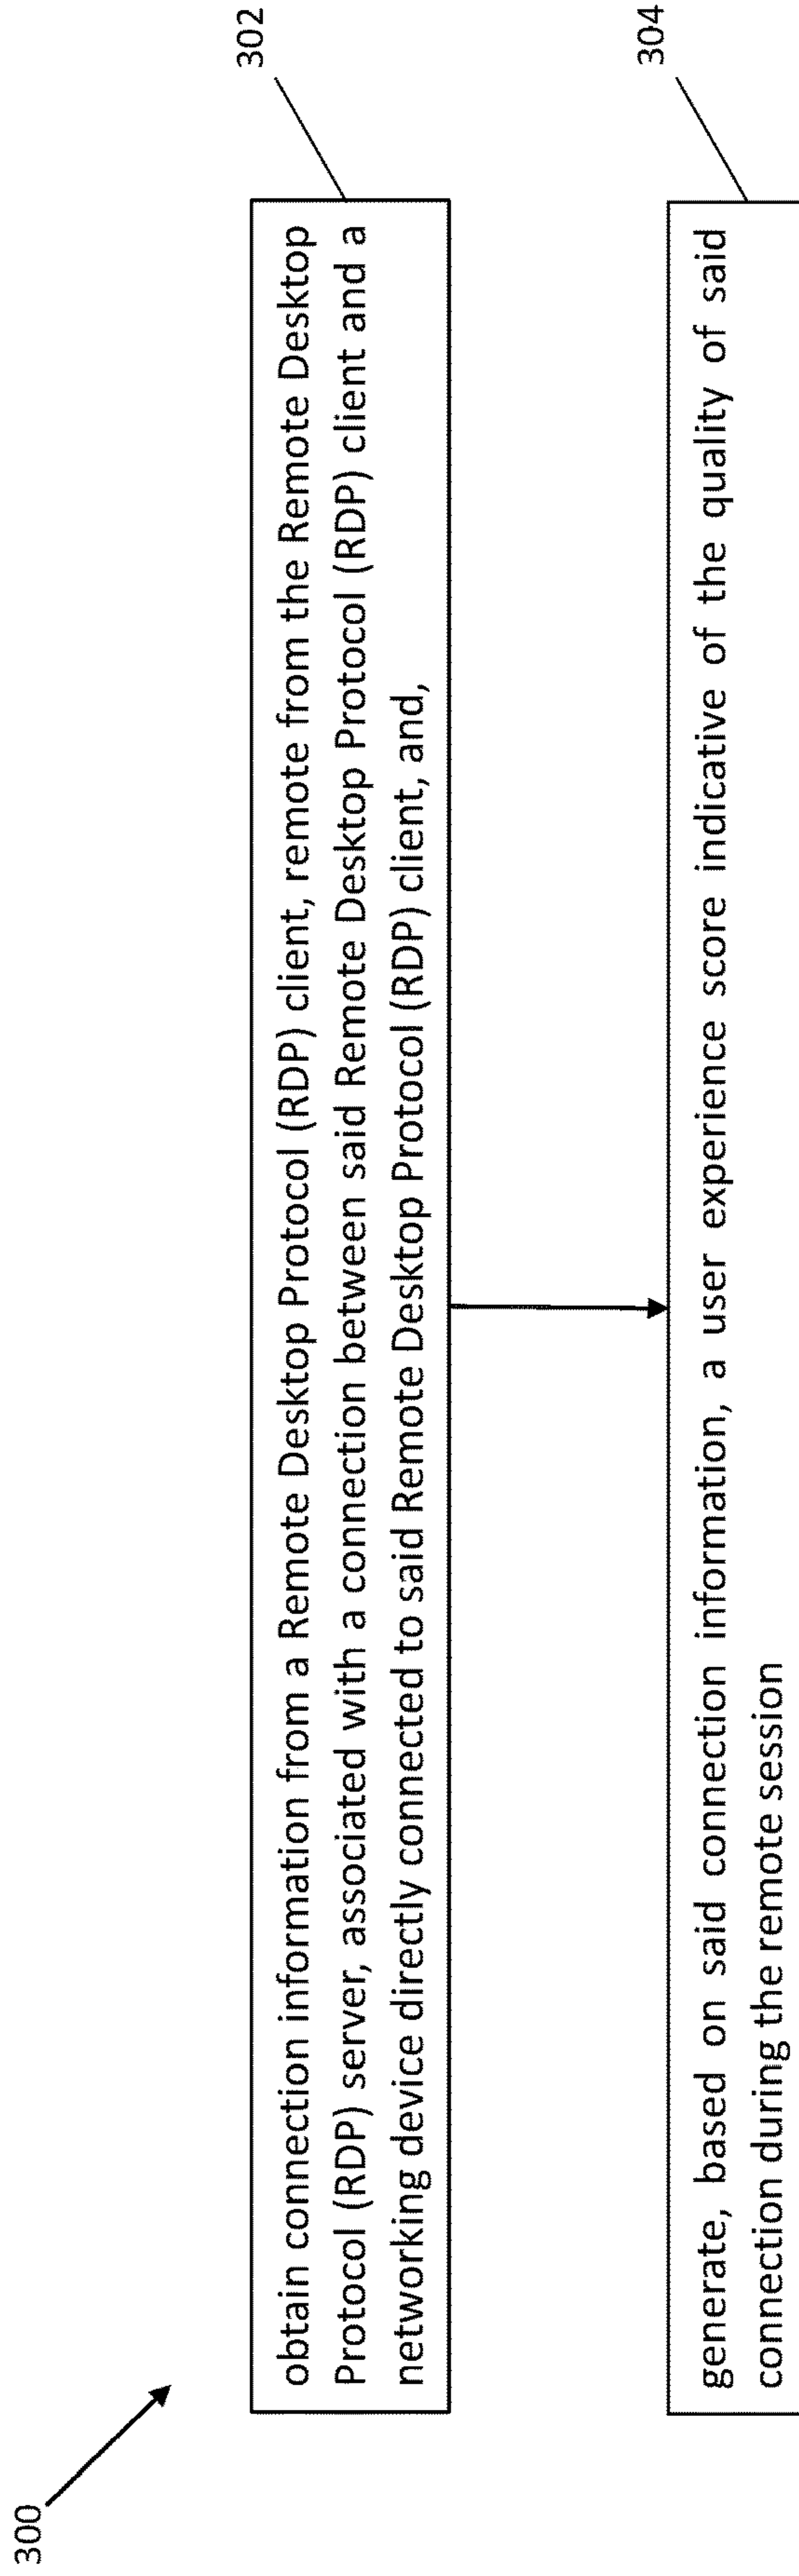 300
302
obtain connection information from a Remote Desktop Protocol (RDP) client, remote from the Remote Desktop
Protocol (RDP) server, associated with a connection between said Remote Desktop Protocol (RDP) client and a
networking device directly connected to said Remote Desktop Protocol (RDP) client, and,
304
generate, based on said connection information, a user experience score indicative of the quality of said
connection during the remote session